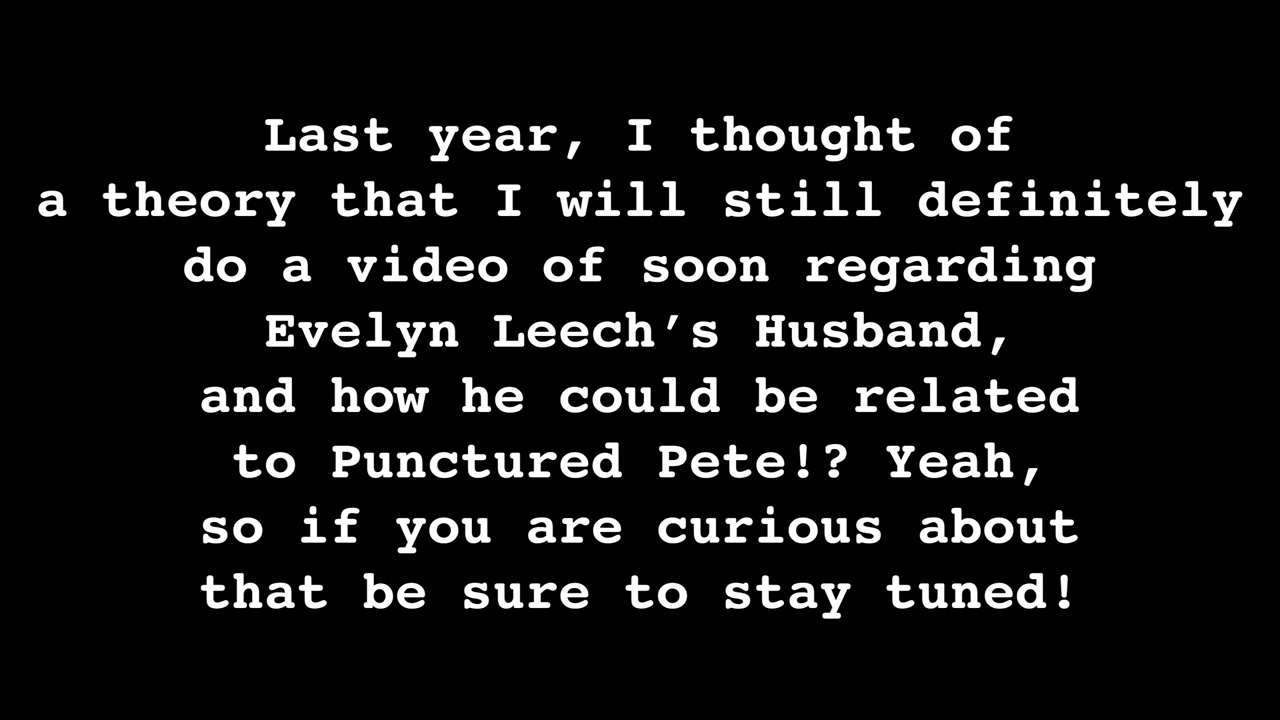 Last year, I thought of
a theory that I will still definitely
do a video of soon regarding
Evelyn Leech’s Husband,
and how he could be related
to Punctured Pete!? Yeah,
so if you are curious about
that be sure to stay tuned!